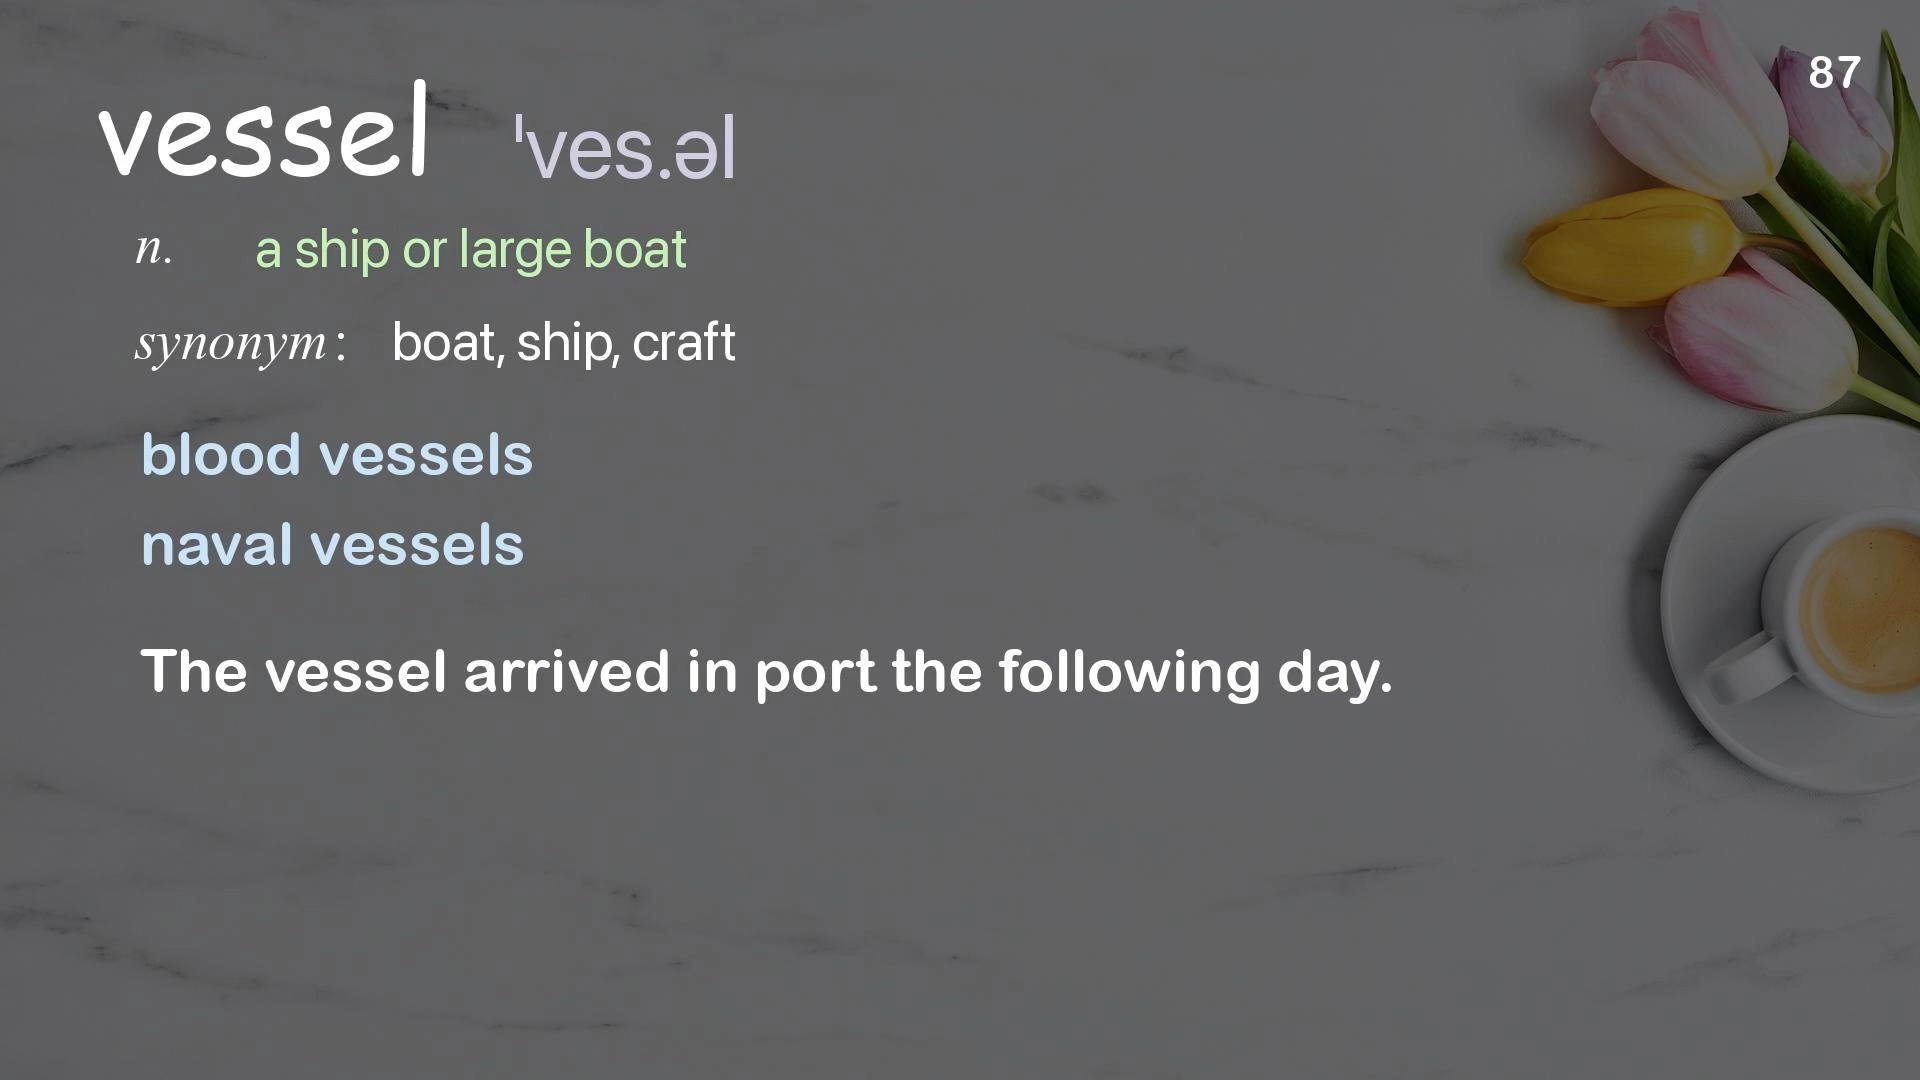 87
vessel ˈves.əl
n. a ship or large boat
synonym: boat, ship, craft
blood vessels
naval vessels
The vessel arrived in port the following day.